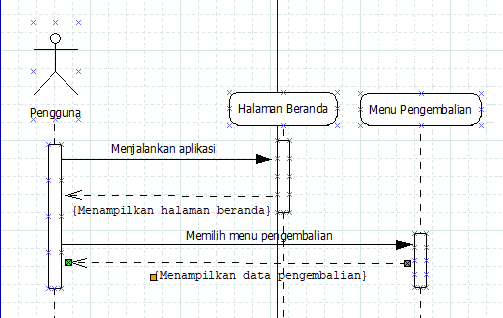 Pengguna
Halaman Beranda
Menu Pengembalian
Menjalankan aplikasi
{Menampilkan halaman beranda}
Memilih menu pengembalian
{Menampilkan data pengembalian}